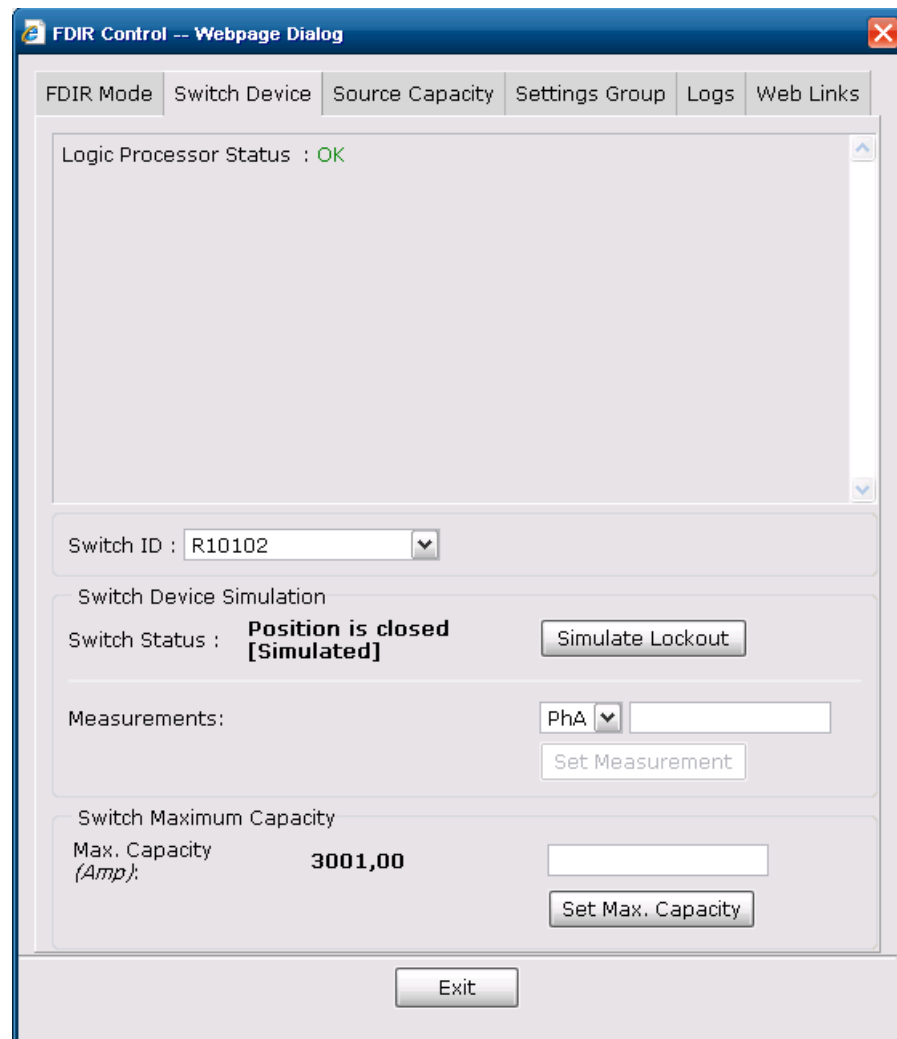 FDIR Control -- Webpage Dialog
FDIR Mode Switch Device Source Capacity Settings Group Logs Web Links
Logic Processor Status : OK
Switch ID : R10102
Switch Device Simulation
Switch Status : Position is closed
[Simulated]
Simulate Lockout
Measurements:
PhA
Set Measurement
Switch Maximum Capacity
Max. Capacity
(Amp):
3001,00
Set Max. Capacity
Exit